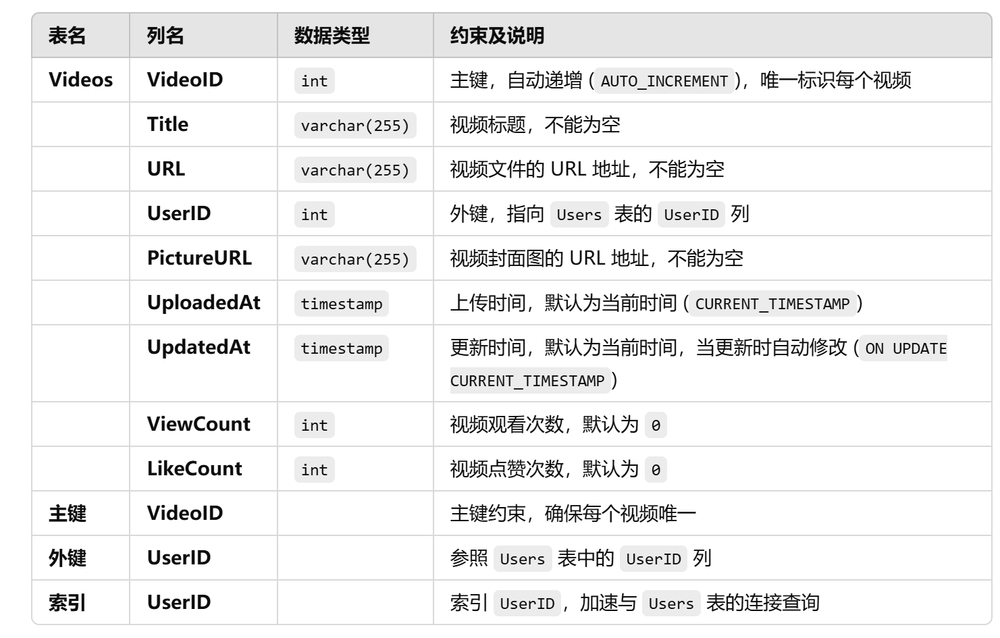 表名 列名 数据类型 约束及说明
Videos VideoID int 主键，自动递增 (AUTO_INCREMENT)，唯一标识每个视频
Title varchar(255) 视频标题，不能为空
URL varchar(255) 视频文件的 URL 地址，不能为空
UserID int 外键，指向 Users 表的 UserID 列
PictureURL varchar(255) 视频封面图的 URL 地址，不能为空
UploadedAt timestamp 上传时间，默认为当前时间 (CURRENT_TIMESTAMP)
UpdatedAt timestamp 更新时间，默认为当前时间，当更新时自动修改 (ON UPDATE
CURRENT_TIMESTAMP)
ViewCount int 视频观看次数，默认为 0
LikeCount int 视频点赞次数，默认为 0
主键 VideoID 主键约束，确保每个视频唯一
外键 UserID 参照 Users 表中的 UserID 列
索引 UserID 索引 UserID，加速与 Users 表的连接查询